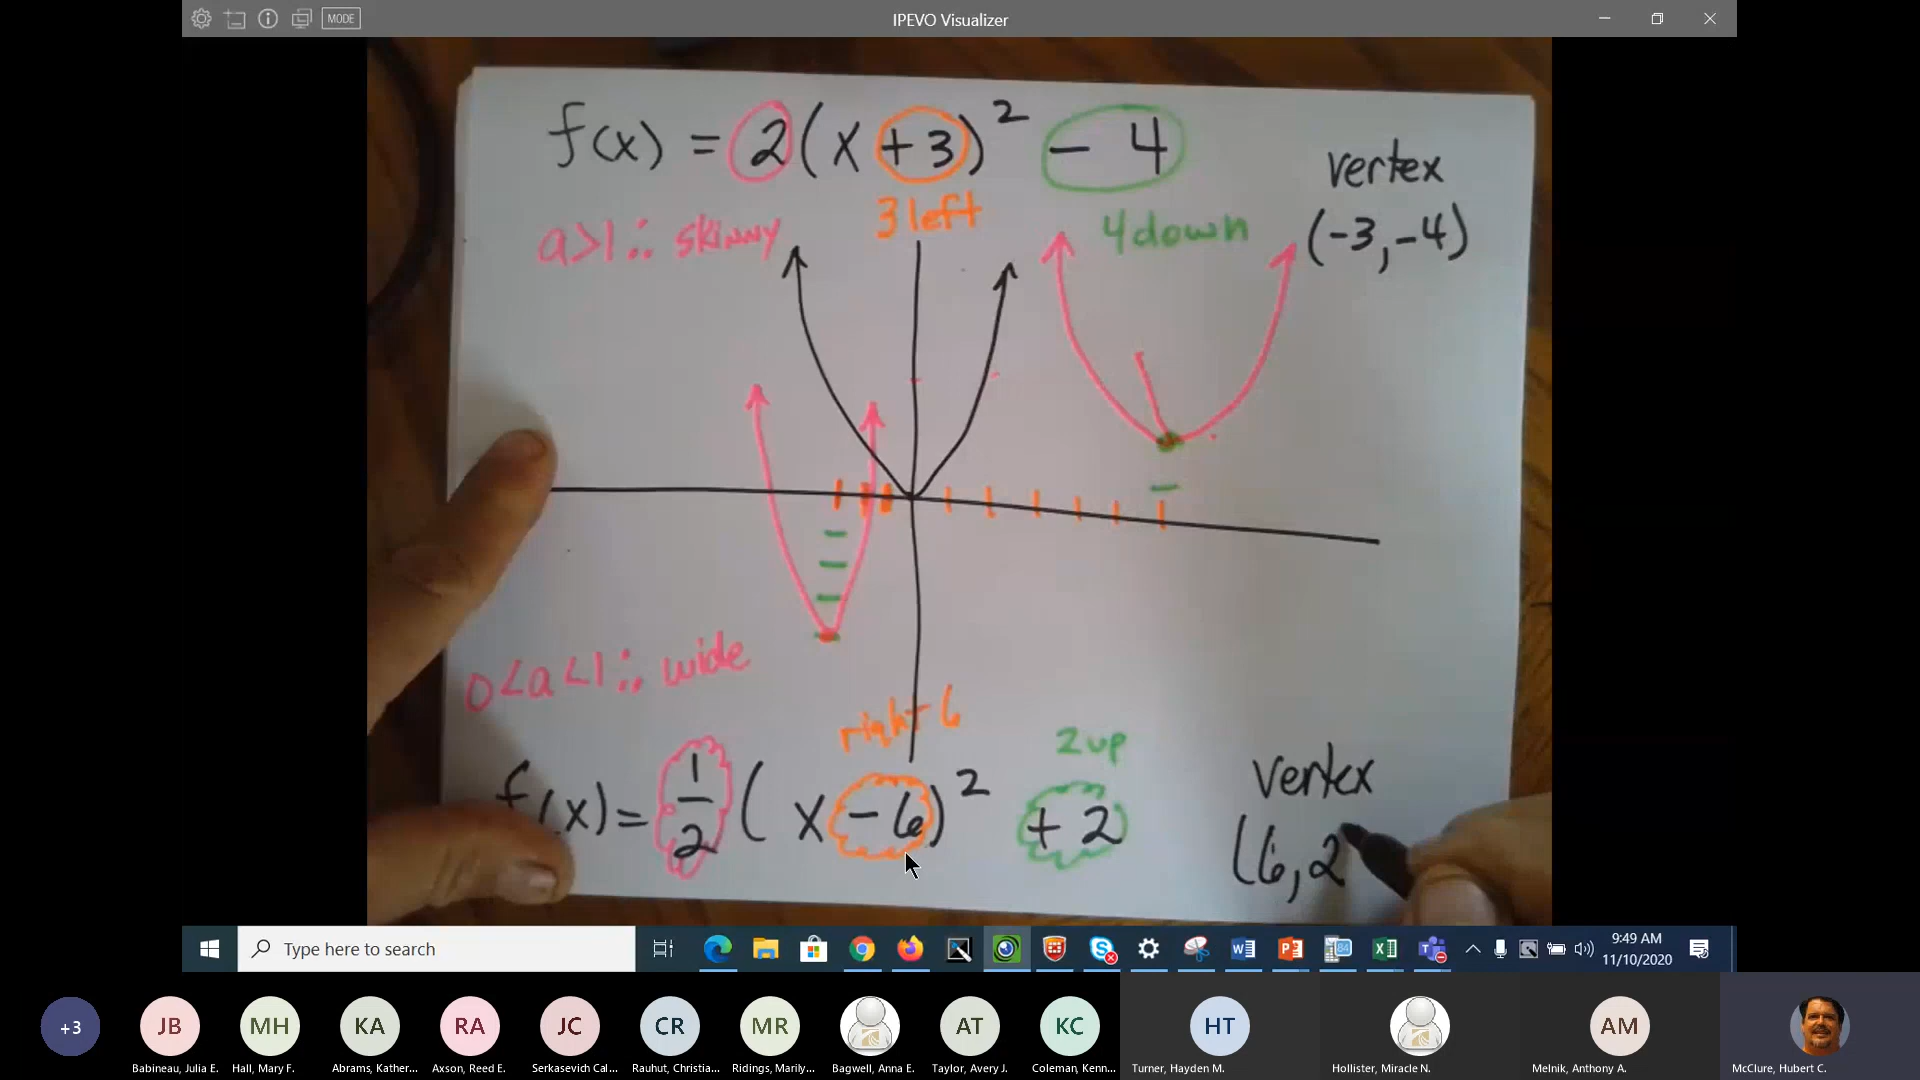 MODE
IPEVO Visualizer
f(x) = 2(x+3)² - 4
vertex
(-3,-4)
a>1 ∴ skinny
3 left
4 down
0<a<1 ∴ wide
right 6
2 up
f(x) = 1/2 (x - 6)² + 2
vertex
(6,2
Type here to search
9:49 AM
11/10/2020
+3
JB
MH
KA
RA
JC
CR
MR
AT
KC
HT
AM
Babineau, Julia E.
Hall, Mary F.
Abrams, Kather...
Axson, Reed E.
Serkasevich Cal...
Rauhut, Christia...
Ridings, Marily...
Bagwell, Anna E.
Taylor, Avery J.
Coleman, Kenn...
Turner, Hayden M.
Hollister, Miracle N.
Melnik, Anthony A.
McClure, Hubert C.